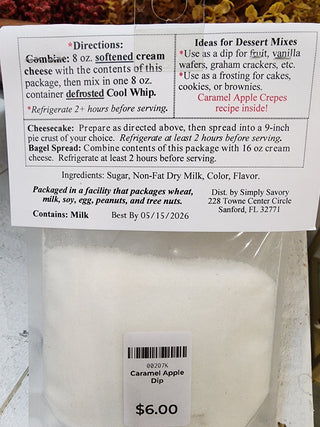 *Directions:
Combine: 8 oz. softened cream
cheese with the contents of this
package, then mix in one 8 oz.
container defrosted Cool Whip.
*Refrigerate 2+ hours before serving.
Ideas for Dessert Mixes
*Use as a dip for fruit, vanilla
wafers, graham crackers, etc.
*Use as a frosting for cakes,
cookies, or brownies.
Caramel Apple Crepes
recipe inside!
Cheesecake: Prepare as directed above, then spread into a 9-inch
pie crust of your choice. Refrigerate at least 2 hours before serving.
Bagel Spread: Combine contents of this package with 16 oz cream
cheese. Refrigerate at least 2 hours before serving.
Ingredients: Sugar, Non-Fat Dry Milk, Color, Flavor.
Packaged in a facility that packages wheat,
milk, soy, egg, peanuts, and tree nuts.
Contains: Milk Best By 05/15/2026
Dist. by Simply Savory
228 Towne Center Circle
Sanford, FL 32771
00207K
Caramel Apple
Dip
$6.00